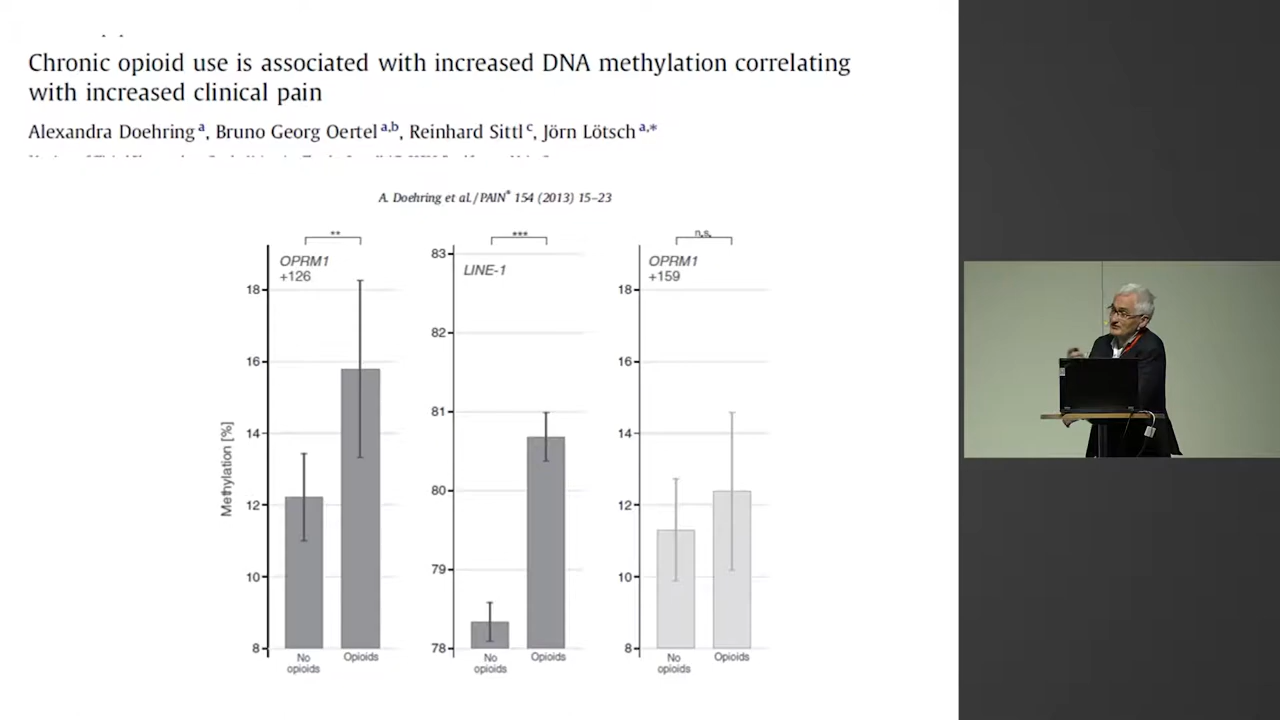 Chronic opioid use is associated with increased DNA methylation correlating
with increased clinical pain
Alexandra Doehring a, Bruno Georg Oertel a,b, Reinhard Sittl c, Jörn Lötsch a,*
A. Doehring et al. / PAIN® 154 (2013) 15–23
Methylation [%]
**
OPRM1
+126
18
16
14
12
10
8
No
opioids
Opioids
***
LINE-1
83
82
81
80
79
78
No
opioids
Opioids
n.s.
OPRM1
+159
18
16
14
12
10
8
No
opioids
Opioids